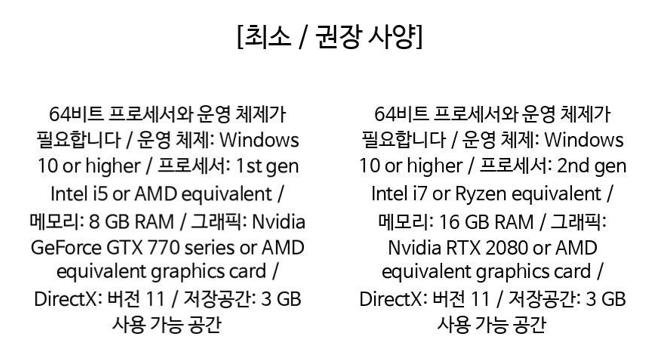 [최소 / 권장 사양]
64비트 프로세서와 운영 체제가
필요합니다 / 운영 체제: Windows
10 or higher / 프로세서: 1st gen
Intel i5 or AMD equivalent /
메모리: 8 GB RAM / 그래픽: Nvidia
GeForce GTX 770 series or AMD
equivalent graphics card /
DirectX: 버전 11 / 저장공간: 3 GB
사용 가능 공간
64비트 프로세서와 운영 체제가
필요합니다 / 운영 체제: Windows
10 or higher / 프로세서: 2nd gen
Intel i7 or Ryzen equivalent /
메모리: 16 GB RAM / 그래픽:
Nvidia RTX 2080 or AMD
equivalent graphics card /
DirectX: 버전 11 / 저장공간: 3 GB
사용 가능 공간